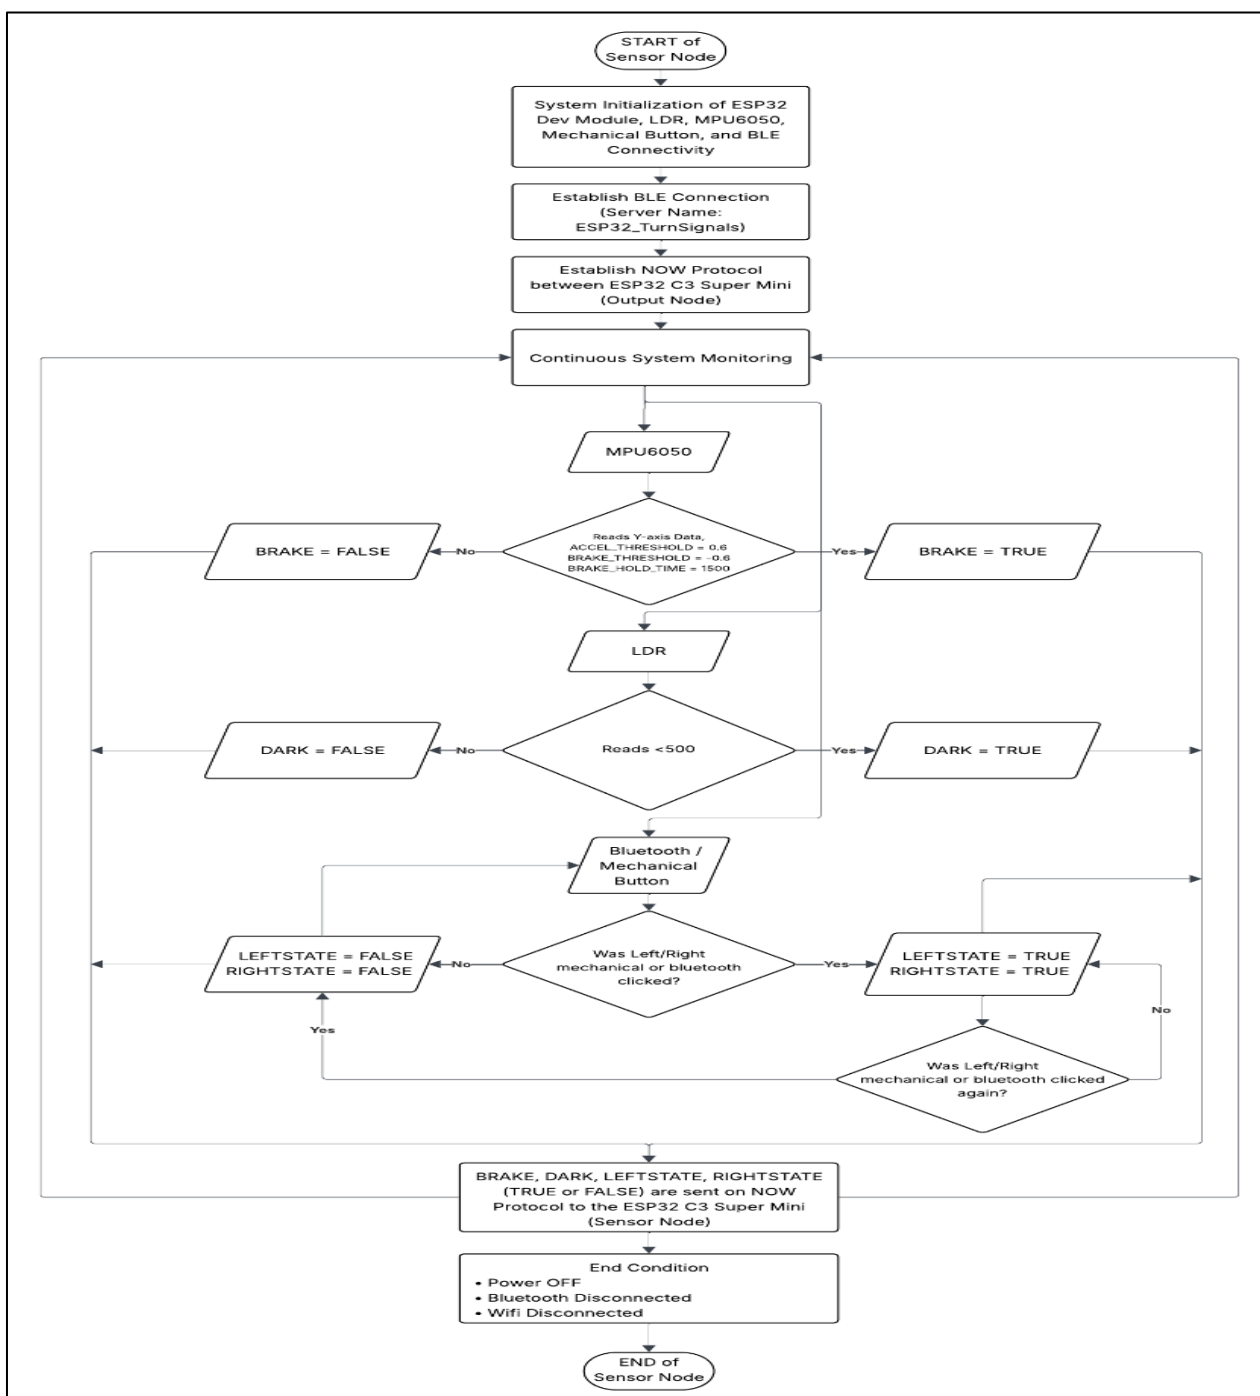 START of
Sensor Node
System Initialization of ESP32
Dev Module, LDR, MPU6050,
Mechanical Button, and BLE
Connectivity
Establish BLE Connection
(Server Name:
ESP32_TurnSignals)
Establish NOW Protocol
between ESP32 C3 Super Mini
(Output Node)
Continuous System Monitoring
MPU6050
Reads Y-axis Data,
ACCEL_THRESHOLD = 0.6
BRAKE_THRESHOLD = -0.6
BRAKE_HOLD_TIME = 1500
No
BRAKE = FALSE
Yes
BRAKE = TRUE
LDR
Reads <500
No
DARK = FALSE
Yes
DARK = TRUE
Bluetooth /
Mechanical
Button
Was Left/Right
mechanical or bluetooth
clicked?
No
LEFTSTATE = FALSE
RIGHTSTATE = FALSE
Yes
LEFTSTATE = TRUE
RIGHTSTATE = TRUE
No
Yes
Was Left/Right
mechanical or bluetooth clicked
again?
BRAKE, DARK, LEFTSTATE, RIGHTSTATE
(TRUE or FALSE) are sent on NOW
Protocol to the ESP32 C3 Super Mini
(Sensor Node)
End Condition
• Power OFF
• Bluetooth Disconnected
• Wifi Disconnected
END of
Sensor Node